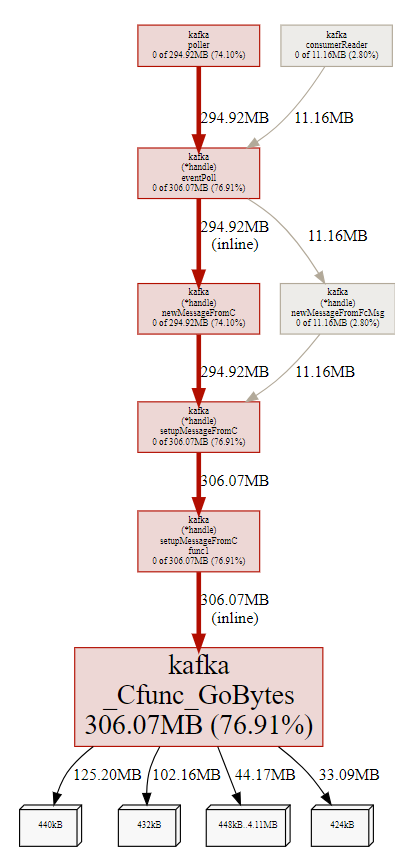 kafka
poller
0 of 294.92MB (74.10%)
kafka
consumerReader
0 of 11.16MB (2.80%)
294.92MB
11.16MB
kafka
(*handle)
eventPoll
0 of 306.07MB (76.91%)
294.92MB
(inline)
11.16MB
kafka
(*handle)
newMessageFromC
0 of 294.92MB (74.10%)
kafka
(*handle)
newMessageFromFcMsg
0 of 11.16MB (2.80%)
294.92MB
11.16MB
kafka
(*handle)
setupMessageFromC
0 of 306.07MB (76.91%)
306.07MB
kafka
(*handle)
setupMessageFromC
func1
0 of 306.07MB (76.91%)
306.07MB
(inline)
kafka
_Cfunc_GoBytes
306.07MB (76.91%)
125.20MB
102.16MB
44.17MB
33.09MB
440kB
432kB
448kB..4.11MB
424kB